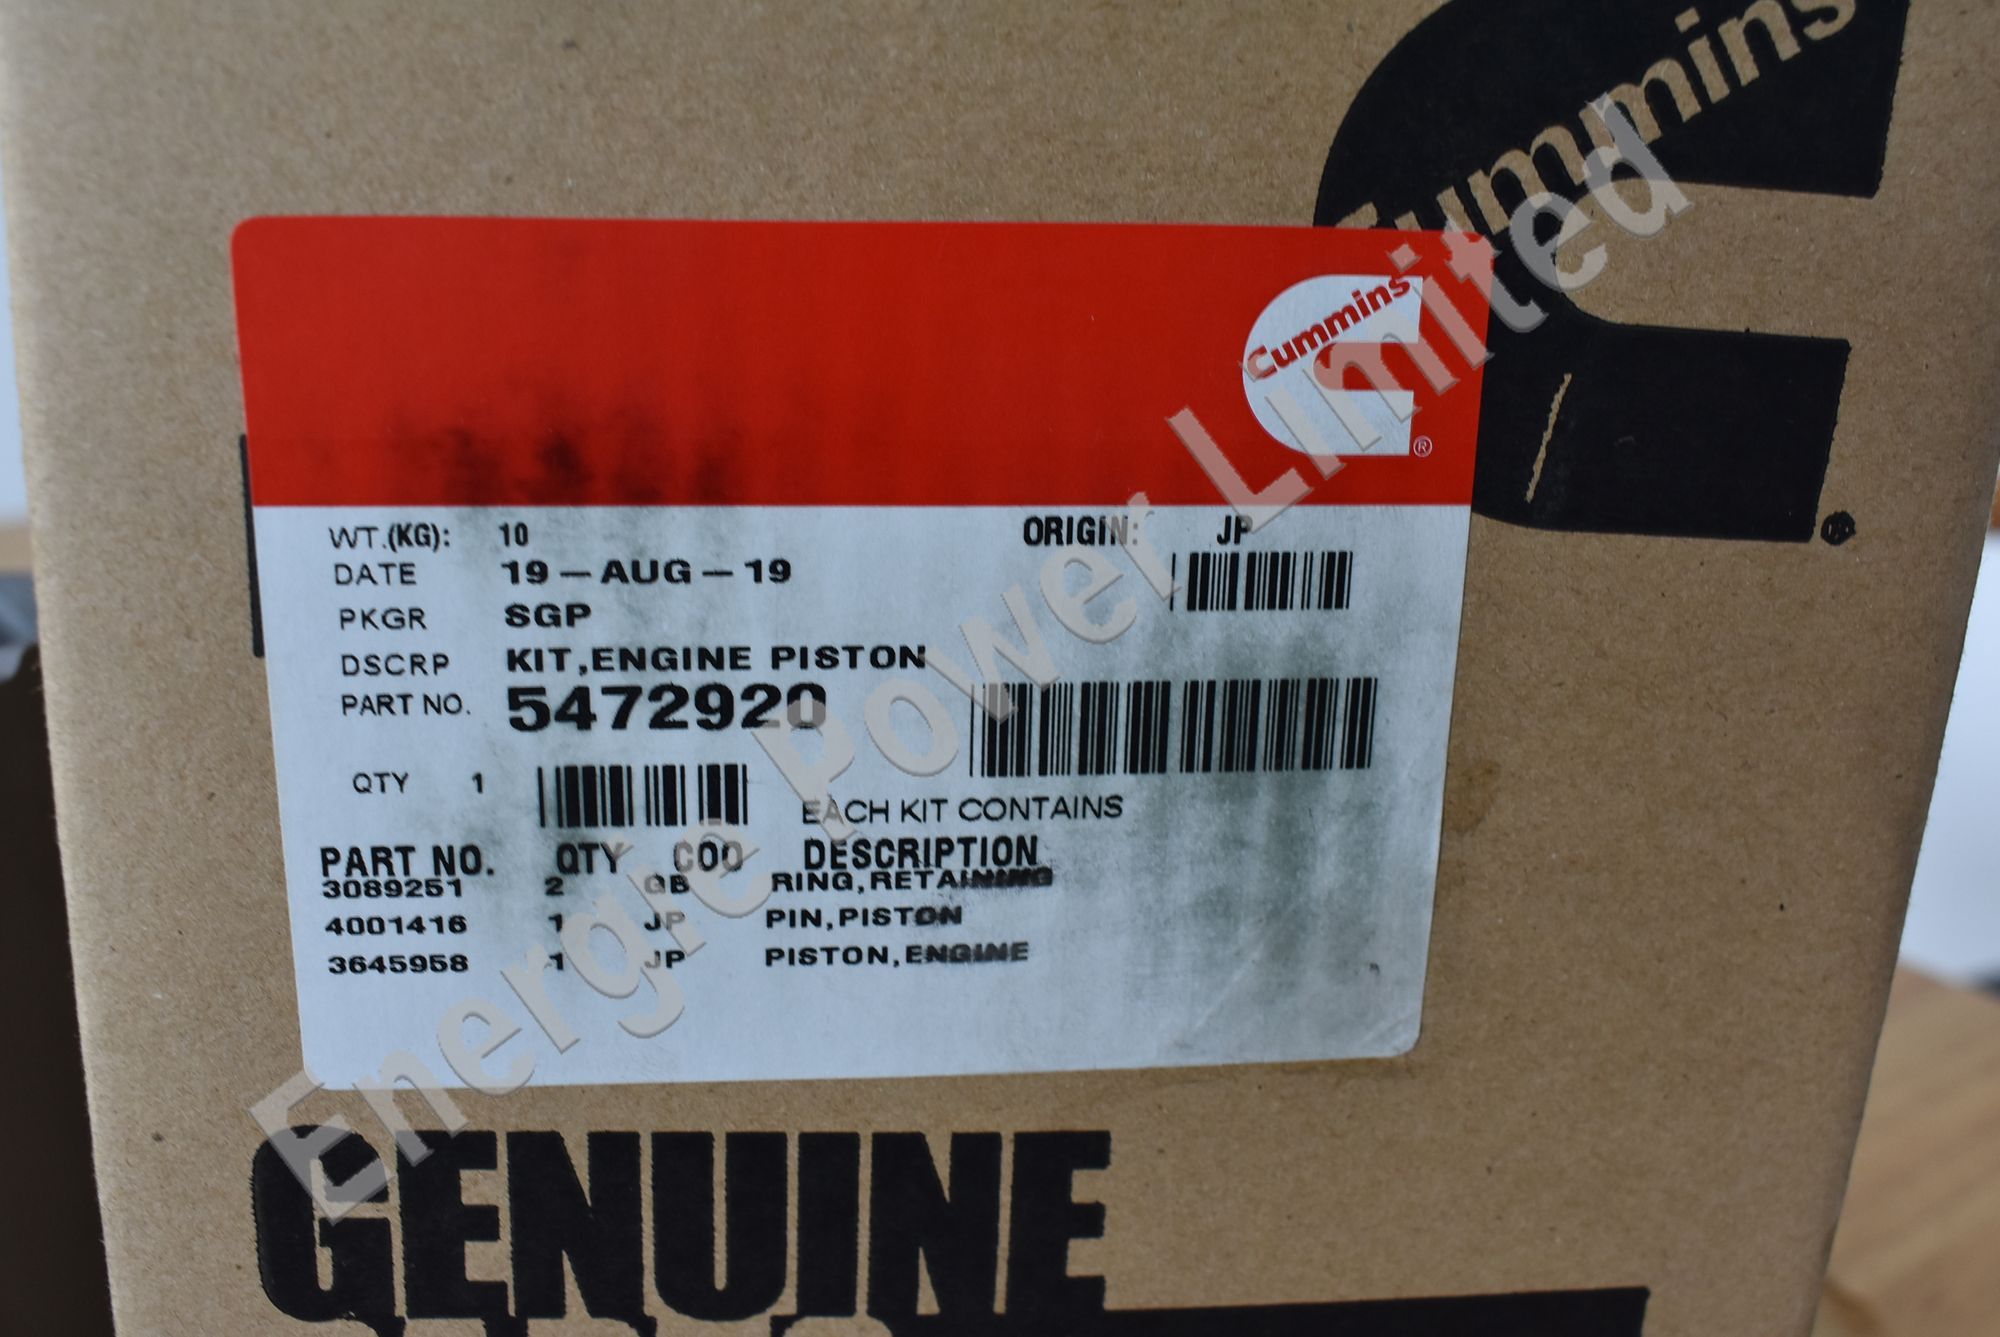 Cummins
Cummins
®
®
WT.(KG): 10 ORIGIN: JP
DATE 19-AUG-19
PKGR SGP
DSCRP KIT,ENGINE PISTON
PART NO. 5472920
QTY 1
EACH KIT CONTAINS
PART NO. QTY COO DESCRIPTION
3089251 2 GB RING,RETAINING
4001416 1 JP PIN,PISTON
3645958 1 JP PISTON,ENGINE
GENUINE
Energie Power Limited